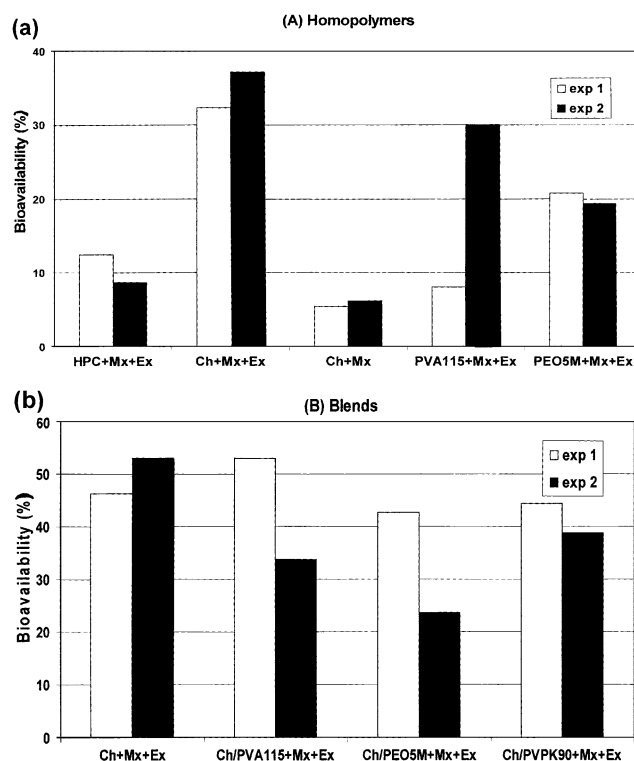 (a)
(A) Homopolymers
Bioavailability (%)
40
30
20
10
0
exp 1
exp 2
HPC+Mx+Ex Ch+Mx+Ex Ch+Mx PVA115+Mx+Ex PEO5M+Mx+Ex
(b)
(B) Blends
Bioavailability (%)
60
50
40
30
20
10
0
exp 1
exp 2
Ch+Mx+Ex Ch/PVA115+Mx+Ex Ch/PEO5M+Mx+Ex Ch/PVPK90+Mx+Ex